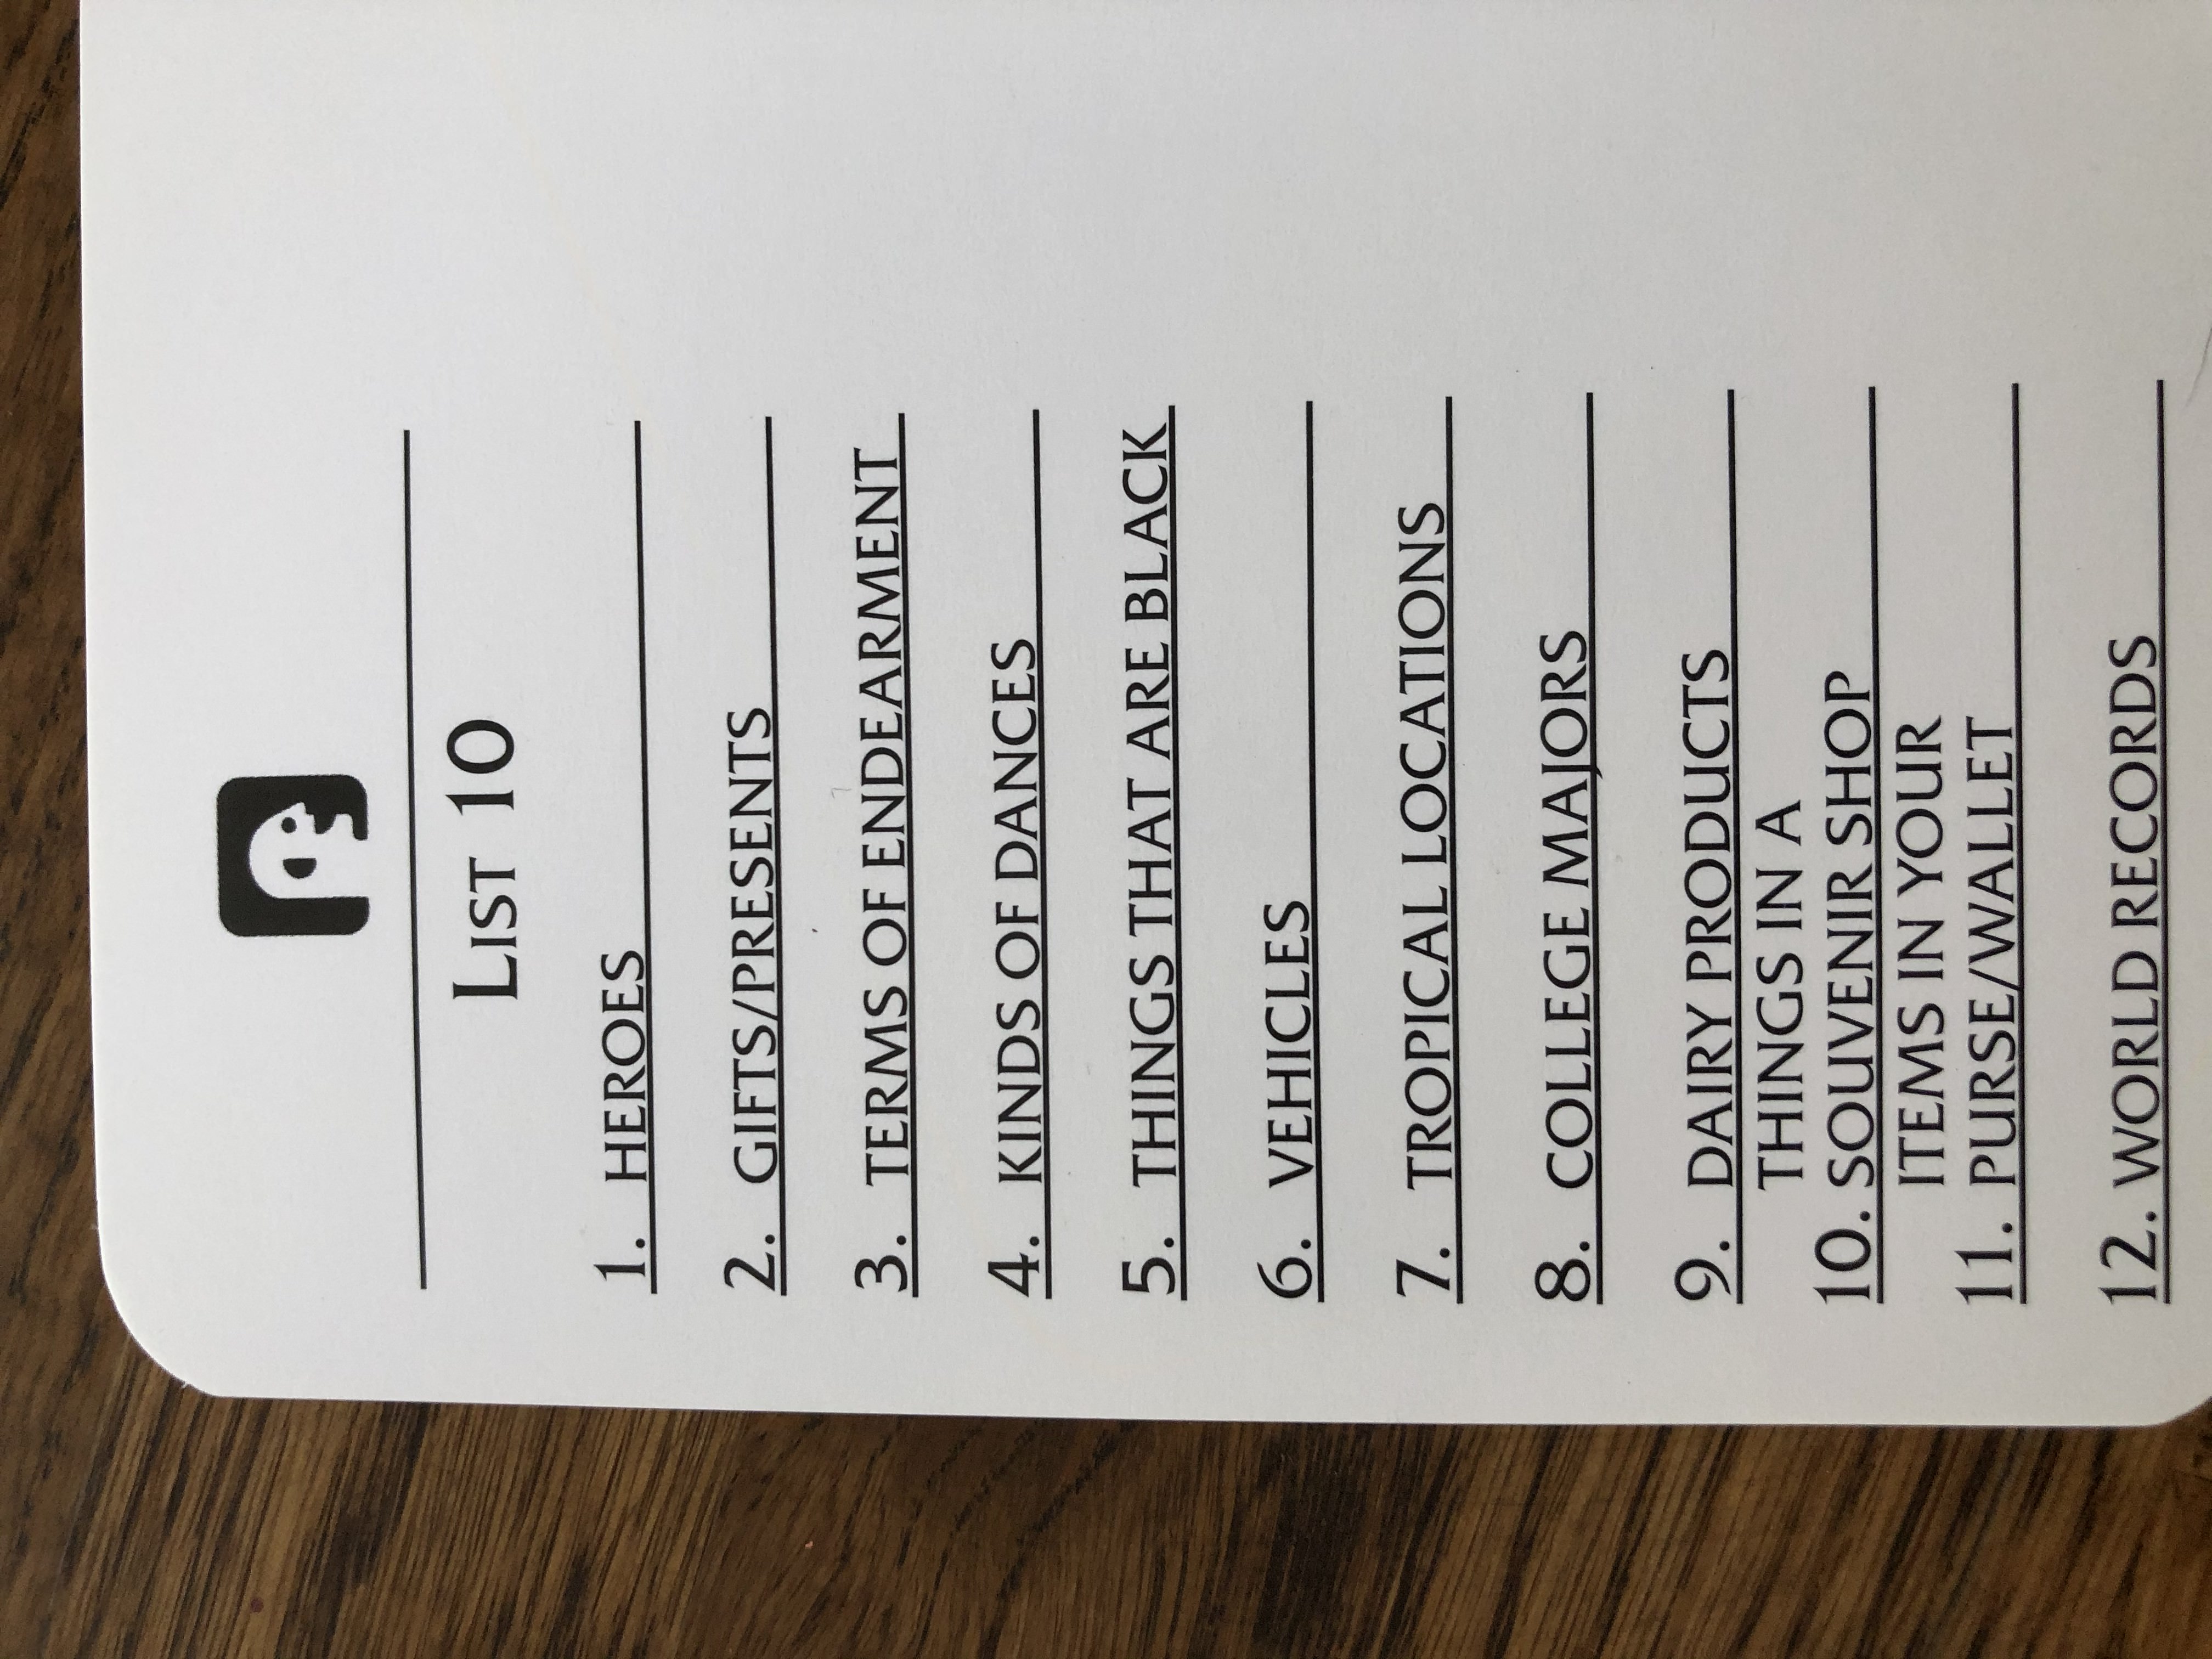 List 10
1. HEROES
2. GIFTS/PRESENTS
3. TERMS OF ENDEARMENT
4. KINDS OF DANCES
5. THINGS THAT ARE BLACK
6. VEHICLES
7. TROPICAL LOCATIONS
8. COLLEGE MAJORS
9. DAIRY PRODUCTS
THINGS IN A
10. SOUVENIR SHOP
ITEMS IN YOUR
11. PURSE/WALLET
12. WORLD RECORDS